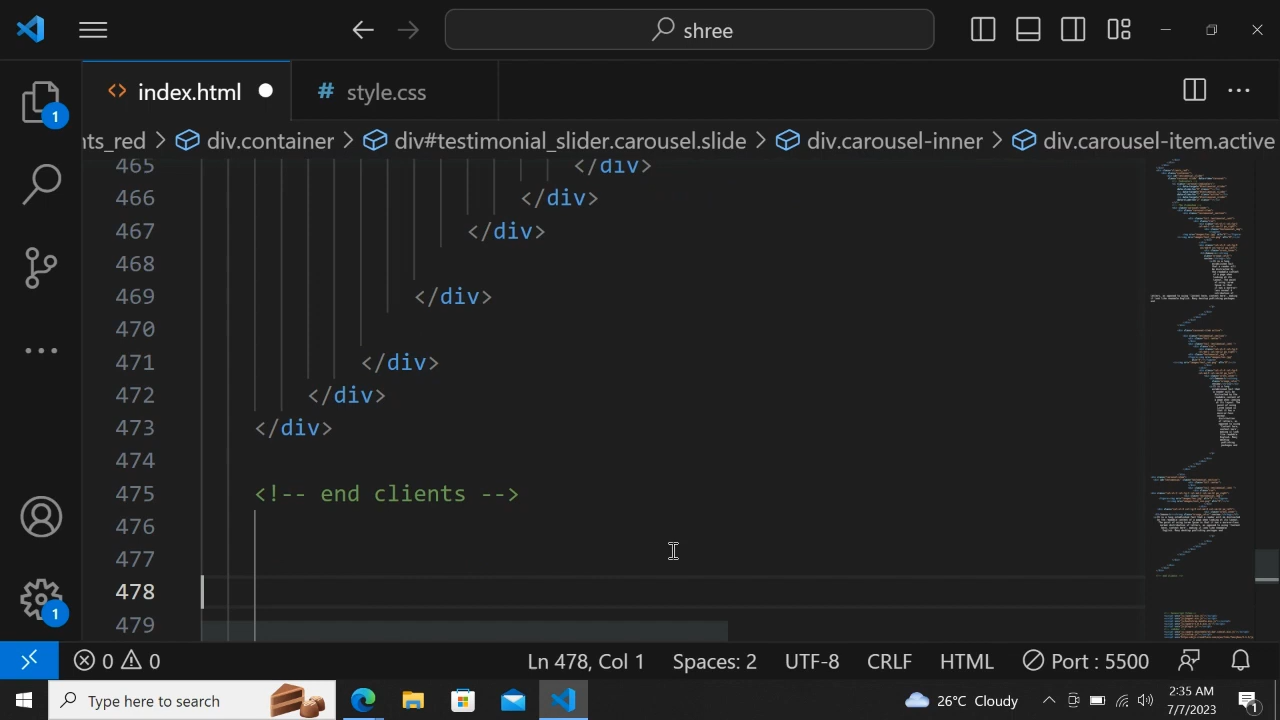 shree
index.html
# style.css
nts_red > div.container > div#testimonial_slider.carousel.slide > div.carousel-inner > div.carousel-item.active
465 </div>
466 </div>
467 </div>
468
469 </div>
470
471 </div>
472 </div>
473 </div>
474
475 <!-- end clients -->
476
477
478
479
1
1
0 0
Ln 478, Col 1
Spaces: 2
UTF-8
CRLF
HTML
Port : 5500
Type here to search
26°C Cloudy
2:35 AM
7/7/2023
1